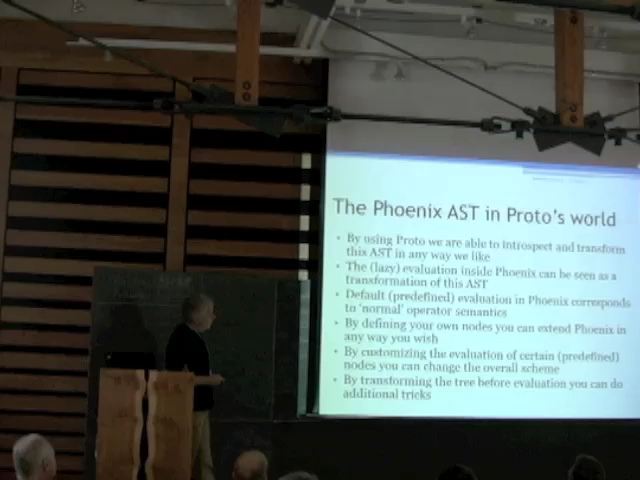 The Phoenix AST in Proto's world
• By using Proto we are able to introspect and transform
this AST in any way we like
• The (lazy) evaluation inside Phoenix can be seen as a
transformation of this AST
• Default (predefined) evaluation in Phoenix corresponds
to 'normal' operator semantics
• By defining your own nodes you can extend Phoenix in
any way you wish
• By customizing the evaluation of certain (predefined)
nodes you can change the overall scheme
• By transforming the tree before evaluation you can do
additional tricks